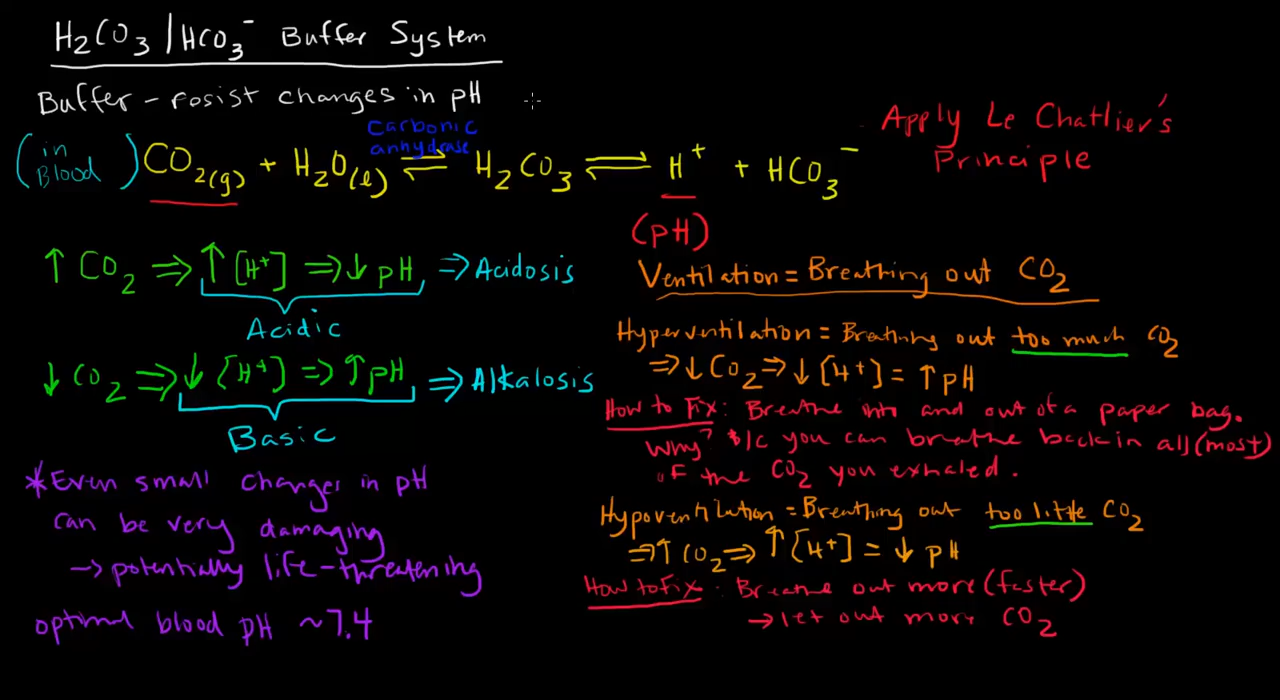 H₂CO₃/HCO₃⁻ Buffer System
Buffer - rosist changes in pH
(in Blood) CO₂(g) + H₂O(l) ⇌ H₂CO₃ ⇌ H⁺ + HCO₃⁻
Carbonic
anhydrase
(pH)
Apply Le Chatlier's
Principle
↑ CO₂ ⇒ ↑ [H⁺] ⇒ ↓ pH ⇒ Acidosis
Acidic
↓ CO₂ ⇒ ↓ [H⁺] ⇒ ↑ pH ⇒ Alkalosis
Basic
*Even small changes in pH
can be very damaging
→ potentially life-threatening
optimal blood pH ~7.4
Ventilation = Breathing out CO₂
Hyperventilation = Breathing out too much CO₂
⇒ ↓ CO₂ ⇒ ↓ [H⁺] = ↑ pH
How to Fix: Breathe into and out of a paper bag.
Why? b/c you can breathe back in all (most)
of the CO₂ you exhaled.
Hypoventilation = Breathing out too little CO₂
⇒ ↑ CO₂ ⇒ ↑ [H⁺] = ↓ pH
How to Fix: Breathe out more (faster)
→ let out more CO₂